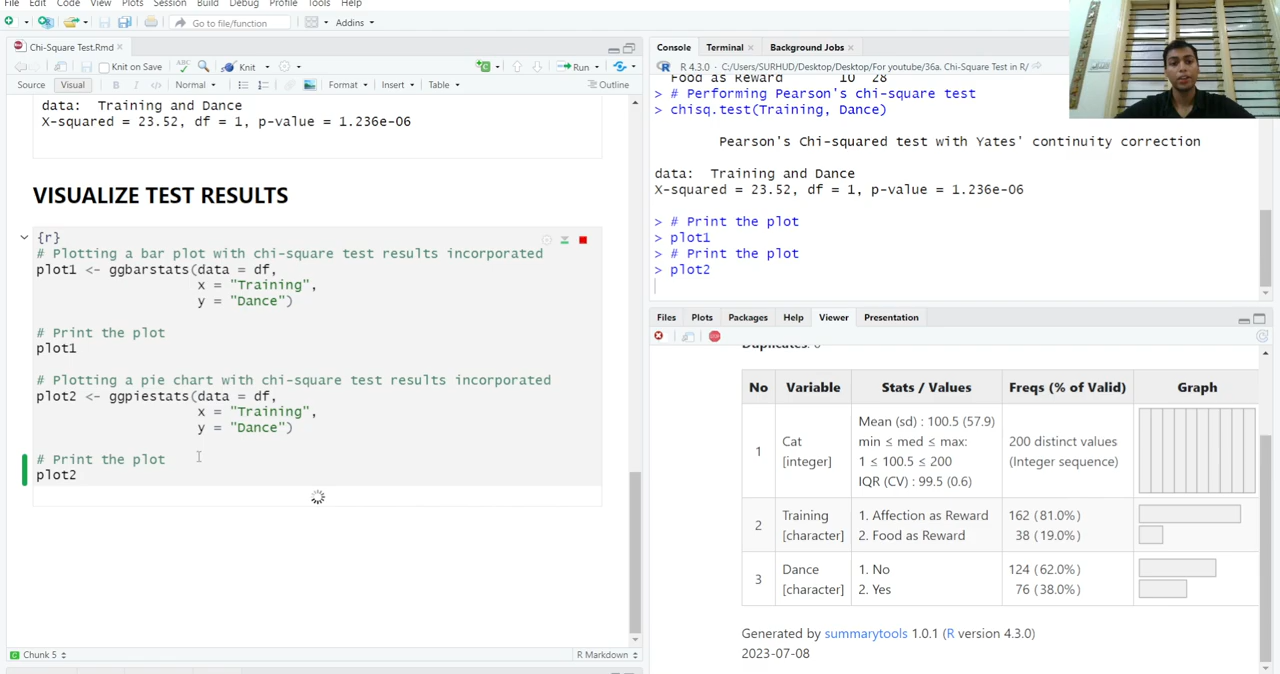 File Edit Code View Plots Session Build Debug Profile Tools Help
Go to file/function Addins
Chi-Square Test.Rmd
Knit on Save ABC Knit Run
Source Visual B I </> Normal Format Insert Table Outline
data:  Training and Dance
X-squared = 23.52, df = 1, p-value = 1.236e-06
VISUALIZE TEST RESULTS
{r}
# Plotting a bar plot with chi-square test results incorporated
plot1 <- ggbarstats(data = df,
x = "Training",
y = "Dance")
# Print the plot
plot1
# Plotting a pie chart with chi-square test results incorporated
plot2 <- ggpiestats(data = df,
x = "Training",
y = "Dance")
# Print the plot
plot2
Chunk 5 R Markdown
Console Terminal Background Jobs
R 4.3.0 · C:/Users/SURHUD/Desktop/Desktop/For youtube/36a. Chi-Square Test in R/
Food as Reward 10 28
> # Performing Pearson's chi-square test
> chisq.test(Training, Dance)
Pearson's Chi-squared test with Yates' continuity correction
data:  Training and Dance
X-squared = 23.52, df = 1, p-value = 1.236e-06
> # Print the plot
> plot1
> # Print the plot
> plot2
Files Plots Packages Help Viewer Presentation
Duplicates: 0
No Variable Stats / Values Freqs (% of Valid) Graph
1 Cat [integer] Mean (sd) : 100.5 (57.9) 200 distinct values
min ≤ med ≤ max: (Integer sequence)
1 ≤ 100.5 ≤ 200
IQR (CV) : 99.5 (0.6)
2 Training [character] 1. Affection as Reward 162 (81.0%)
2. Food as Reward 38 (19.0%)
3 Dance [character] 1. No 124 (62.0%)
2. Yes 76 (38.0%)
Generated by summarytools 1.0.1 (R version 4.3.0)
2023-07-08